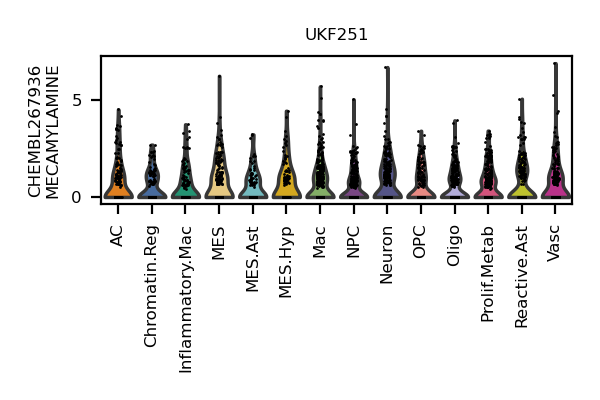 UKF251
CHEMBL267936
MECAMYLAMINE
5
0
AC
Chromatin.Reg
Inflammatory.Mac
MES
MES.Ast
MES.Hyp
Mac
NPC
Neuron
OPC
Oligo
Prolif.Metab
Reactive.Ast
Vasc